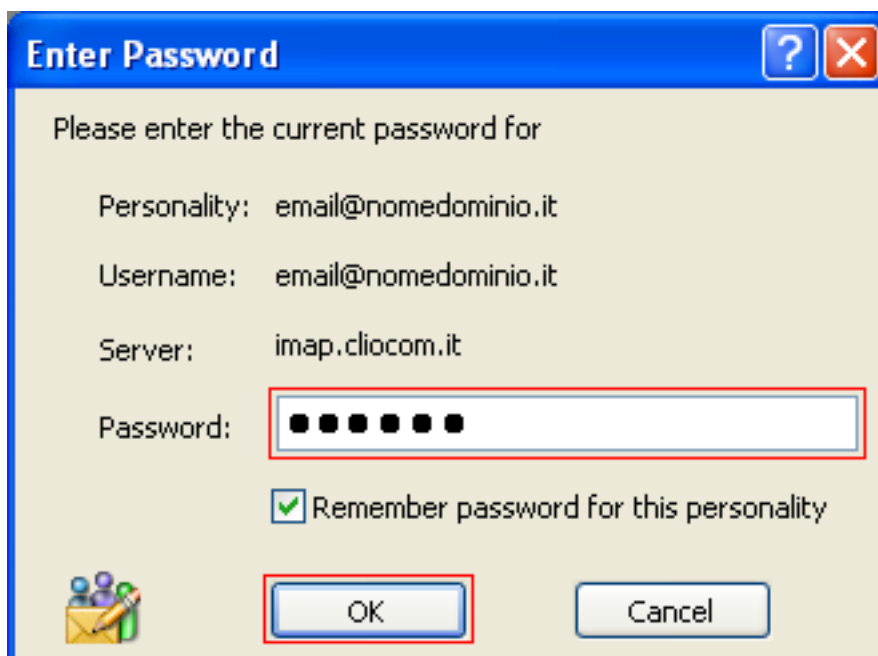 Enter Password
Please enter the current password for
Personality: email@nomedominio.it
Username: email@nomedominio.it
Server: imap.cliocom.it
Password: ●●●●●●
Remember password for this personality
OK Cancel